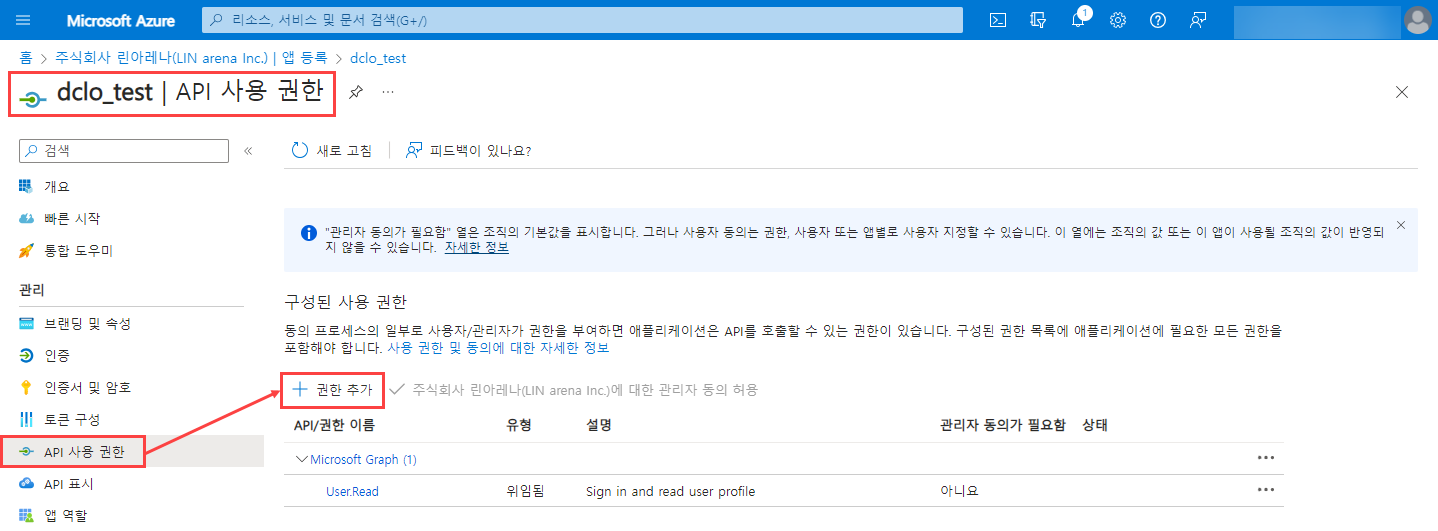 Microsoft Azure
리소스, 서비스 및 문서 검색(G+/)
1
홈 > 주식회사 린아레나(LIN arena Inc.) | 앱 등록 > dclo_test
dclo_test | API 사용 권한
검색
새로 고침
피드백이 있나요?
개요
빠른 시작
통합 도우미
관리
브랜딩 및 속성
인증
인증서 및 암호
토큰 구성
API 사용 권한
API 표시
앱 역할
"관리자 동의가 필요함" 열은 조직의 기본값을 표시합니다. 그러나 사용자 동의는 권한, 사용자 또는 앱별로 사용자 지정할 수 있습니다. 이 열에는 조직의 값 또는 이 앱이 사용될 조직의 값이 반영되
지 않을 수 있습니다. 자세한 정보
구성된 사용 권한
동의 프로세스의 일부로 사용자/관리자가 권한을 부여하면 애플리케이션은 API를 호출할 수 있는 권한이 있습니다. 구성된 권한 목록에 애플리케이션에 필요한 모든 권한을
포함해야 합니다. 사용 권한 및 동의에 대한 자세한 정보
권한 추가
주식회사 린아레나(LIN arena Inc.)에 대한 관리자 동의 허용
API/권한 이름 유형 설명 관리자 동의가 필요함 상태
Microsoft Graph (1)
User.Read 위임됨 Sign in and read user profile 아니요